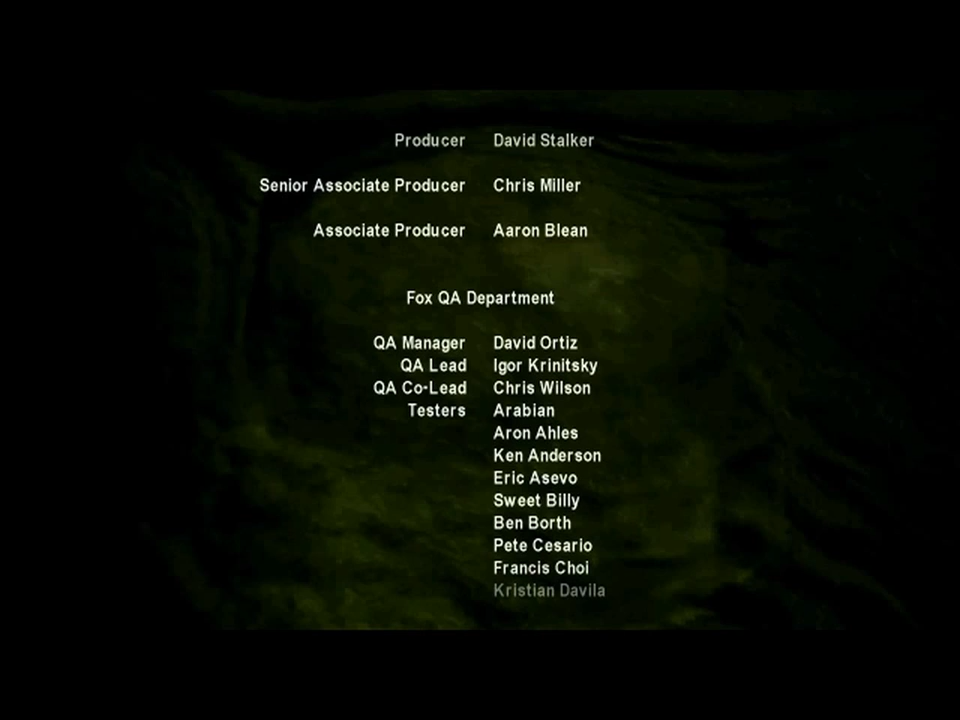 Producer David Stalker
Senior Associate Producer Chris Miller
Associate Producer Aaron Blean
Fox QA Department
QA Manager David Ortiz
QA Lead Igor Krinitsky
QA Co-Lead Chris Wilson
Testers Arabian
Aron Ahles
Ken Anderson
Eric Asevo
Sweet Billy
Ben Borth
Pete Cesario
Francis Choi
Kristian Davila